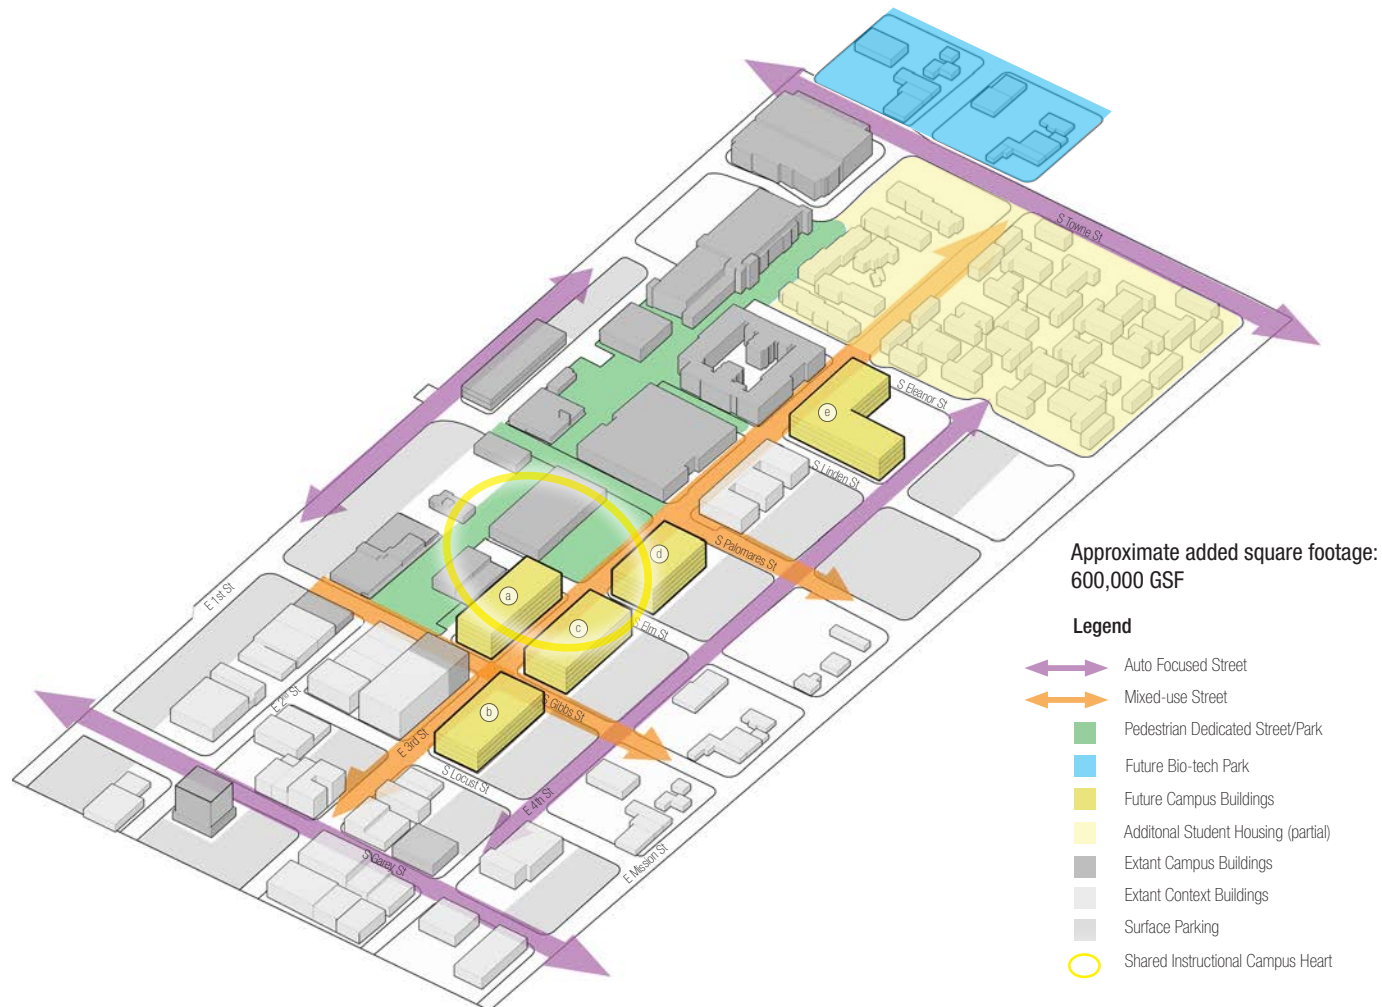 S Towne St
S Eleanor St
e
S Linden St
d
S Palomares St
a
c
S Elm St
E 1st St
E 2nd St
b
S Gibbs St
E 3rd St
S Locust St
E 4th St
S Garey St
E Mission St
Approximate added square footage:
600,000 GSF
Legend
Auto Focused Street
Mixed-use Street
Pedestrian Dedicated Street/Park
Future Bio-tech Park
Future Campus Buildings
Additonal Student Housing (partial)
Extant Campus Buildings
Extant Context Buildings
Surface Parking
Shared Instructional Campus Heart